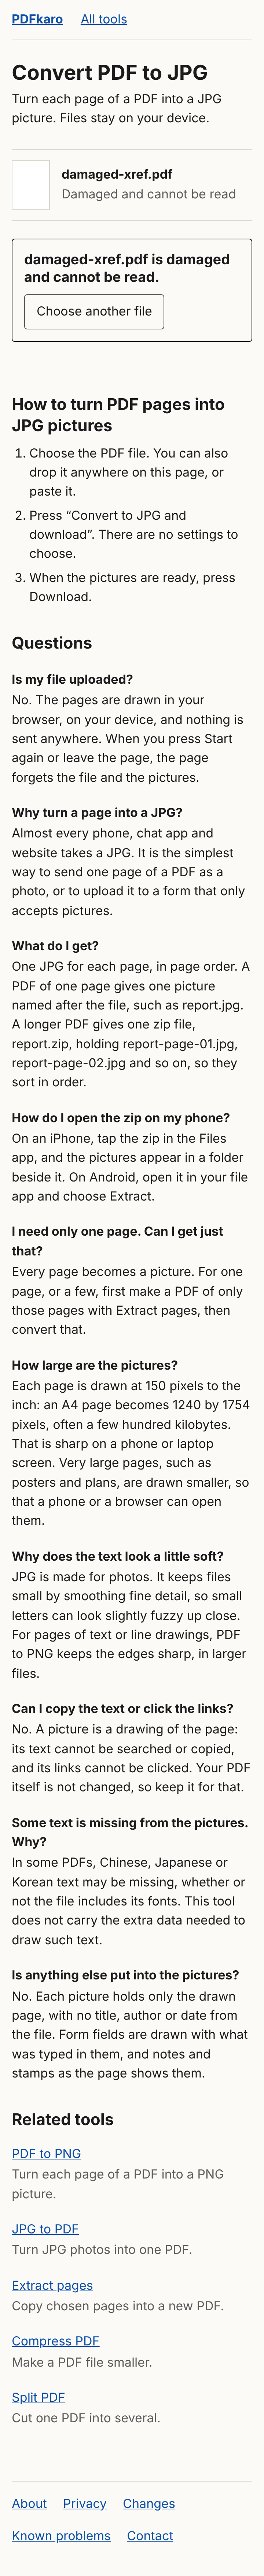 PDFkaro All tools
Convert PDF to JPG
Turn each page of a PDF into a JPG
picture. Files stay on your device.
damaged-xref.pdf
Damaged and cannot be read
damaged-xref.pdf is damaged
and cannot be read.
Choose another file
How to turn PDF pages into
JPG pictures
1. Choose the PDF file. You can also
drop it anywhere on this page, or
paste it.
2. Press “Convert to JPG and
download”. There are no settings to
choose.
3. When the pictures are ready, press
Download.
Questions
Is my file uploaded?
No. The pages are drawn in your
browser, on your device, and nothing is
sent anywhere. When you press Start
again or leave the page, the page
forgets the file and the pictures.
Why turn a page into a JPG?
Almost every phone, chat app and
website takes a JPG. It is the simplest
way to send one page of a PDF as a
photo, or to upload it to a form that only
accepts pictures.
What do I get?
One JPG for each page, in page order. A
PDF of one page gives one picture
named after the file, such as report.jpg.
A longer PDF gives one zip file,
report.zip, holding report-page-01.jpg,
report-page-02.jpg and so on, so they
sort in order.
How do I open the zip on my phone?
On an iPhone, tap the zip in the Files
app, and the pictures appear in a folder
beside it. On Android, open it in your file
app and choose Extract.
I need only one page. Can I get just
that?
Every page becomes a picture. For one
page, or a few, first make a PDF of only
those pages with Extract pages, then
convert that.
How large are the pictures?
Each page is drawn at 150 pixels to the
inch: an A4 page becomes 1240 by 1754
pixels, often a few hundred kilobytes.
That is sharp on a phone or laptop
screen. Very large pages, such as
posters and plans, are drawn smaller, so
that a phone or a browser can open
them.
Why does the text look a little soft?
JPG is made for photos. It keeps files
small by smoothing fine detail, so small
letters can look slightly fuzzy up close.
For pages of text or line drawings, PDF
to PNG keeps the edges sharp, in larger
files.
Can I copy the text or click the links?
No. A picture is a drawing of the page:
its text cannot be searched or copied,
and its links cannot be clicked. Your PDF
itself is not changed, so keep it for that.
Some text is missing from the pictures.
Why?
In some PDFs, Chinese, Japanese or
Korean text may be missing, whether or
not the file includes its fonts. This tool
does not carry the extra data needed to
draw such text.
Is anything else put into the pictures?
No. Each picture holds only the drawn
page, with no title, author or date from
the file. Form fields are drawn with what
was typed in them, and notes and
stamps as the page shows them.
Related tools
PDF to PNG
Turn each page of a PDF into a PNG
picture.
JPG to PDF
Turn JPG photos into one PDF.
Extract pages
Copy chosen pages into a new PDF.
Compress PDF
Make a PDF file smaller.
Split PDF
Cut one PDF into several.
About Privacy Changes
Known problems Contact